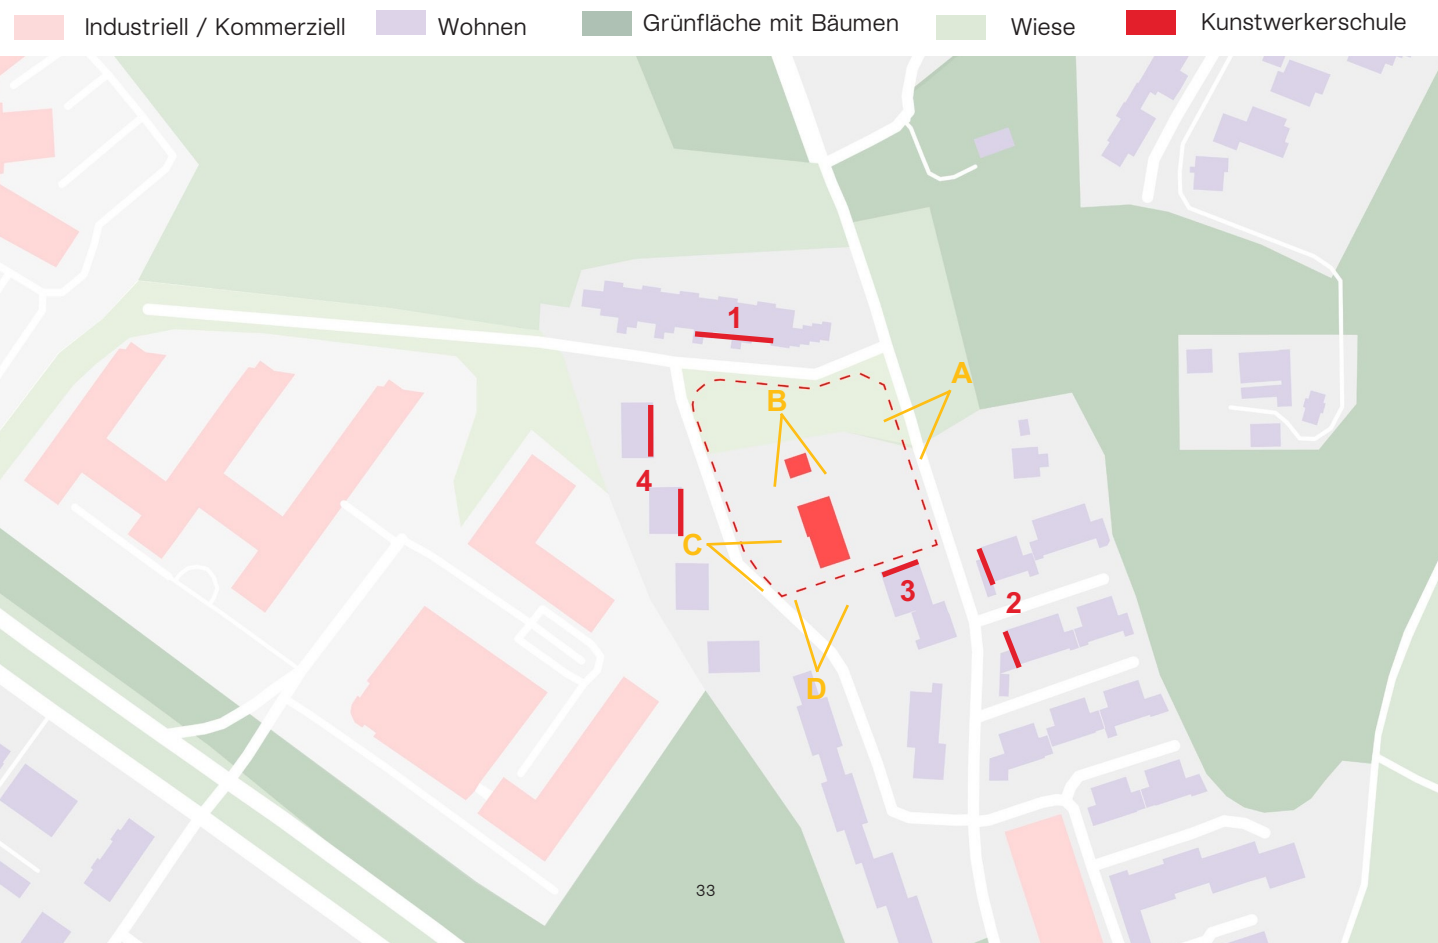 Industriell / Kommerziell Wohnen Grünfläche mit Bäumen Wiese Kunstwerkerschule
1
A
B
4
C
3
2
D
33